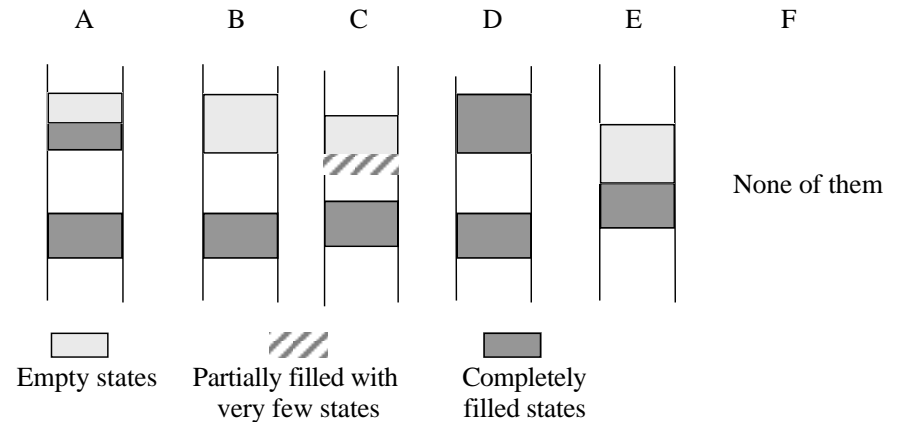 A B C D E F
None of them
Empty states
Partially filled with
very few states
Completely
filled states